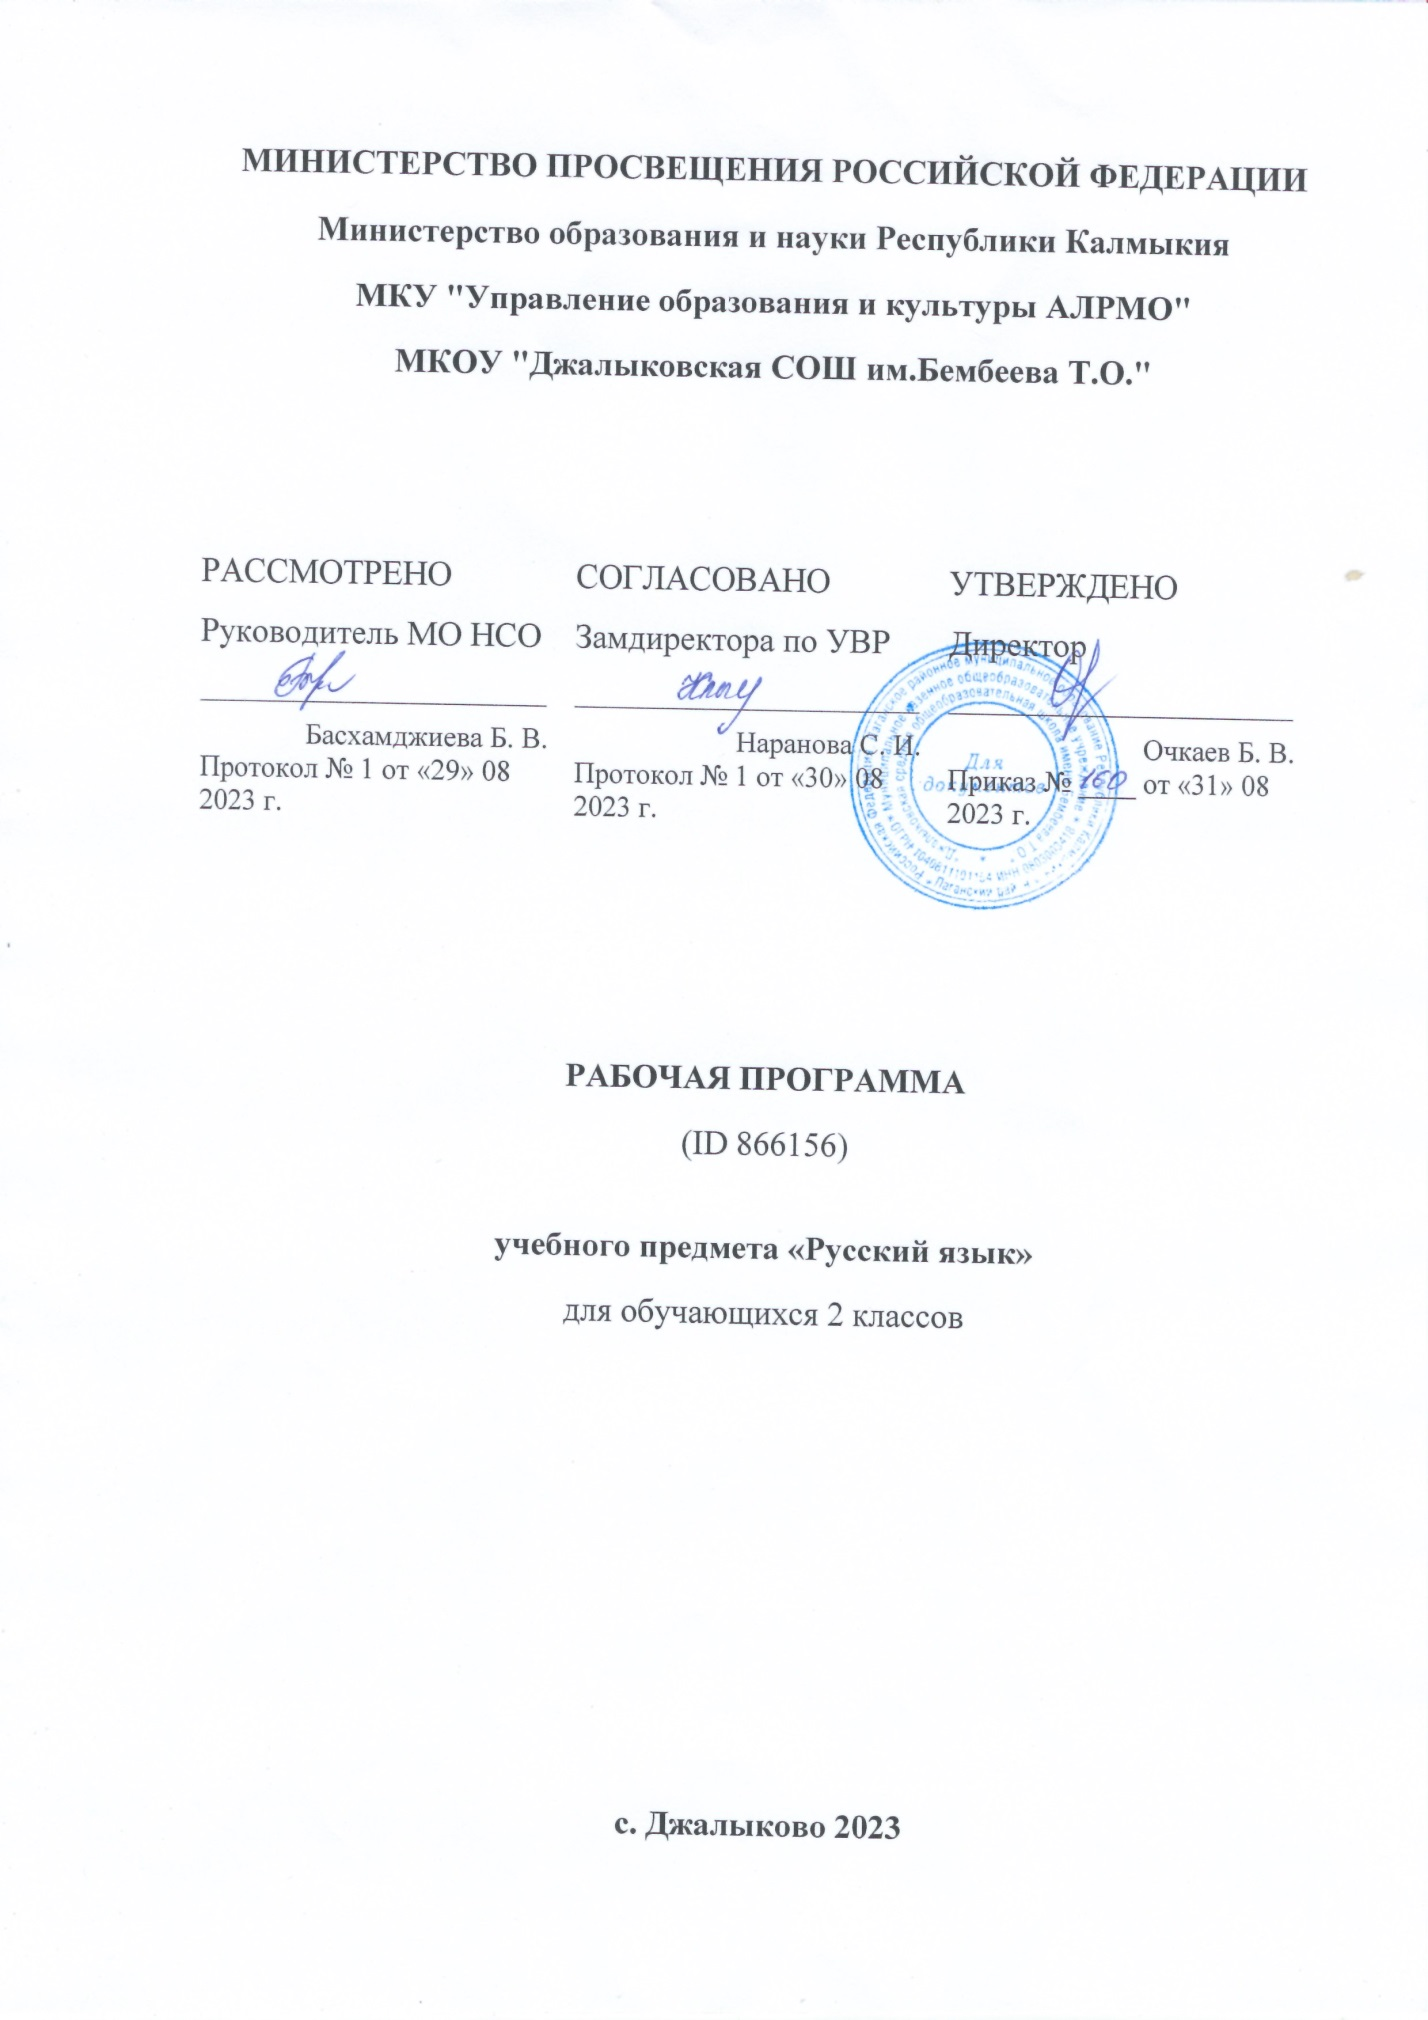 МИНИСТЕРСТВО ПРОСВЕЩЕНИЯ РОССИЙСКОЙ ФЕДЕРАЦИИ
Министерство образования и науки Республики Калмыкия
МКУ "Управление образования и культуры АЛРМО"
МКОУ "Джалыковская СОШ им.Бембеева Т.О."
РАССМОТРЕНО
Руководитель МО НСО
Басхамджиева Б. В.
Протокол № 1 от «29» 08
2023 г.
СОГЛАСОВАНО
Замдиректора по УВР
Наранова С. И.
Протокол № 1 от «30» 08
2023 г.
УТВЕРЖДЕНО
Директор
Очкаев Б. В.
Приказ № 160 от «31» 08
2023 г.
Для
документов
РАБОЧАЯ ПРОГРАММА
(ID 866156)
учебного предмета «Русский язык»
для обучающихся 2 классов
с. Джалыково 2023